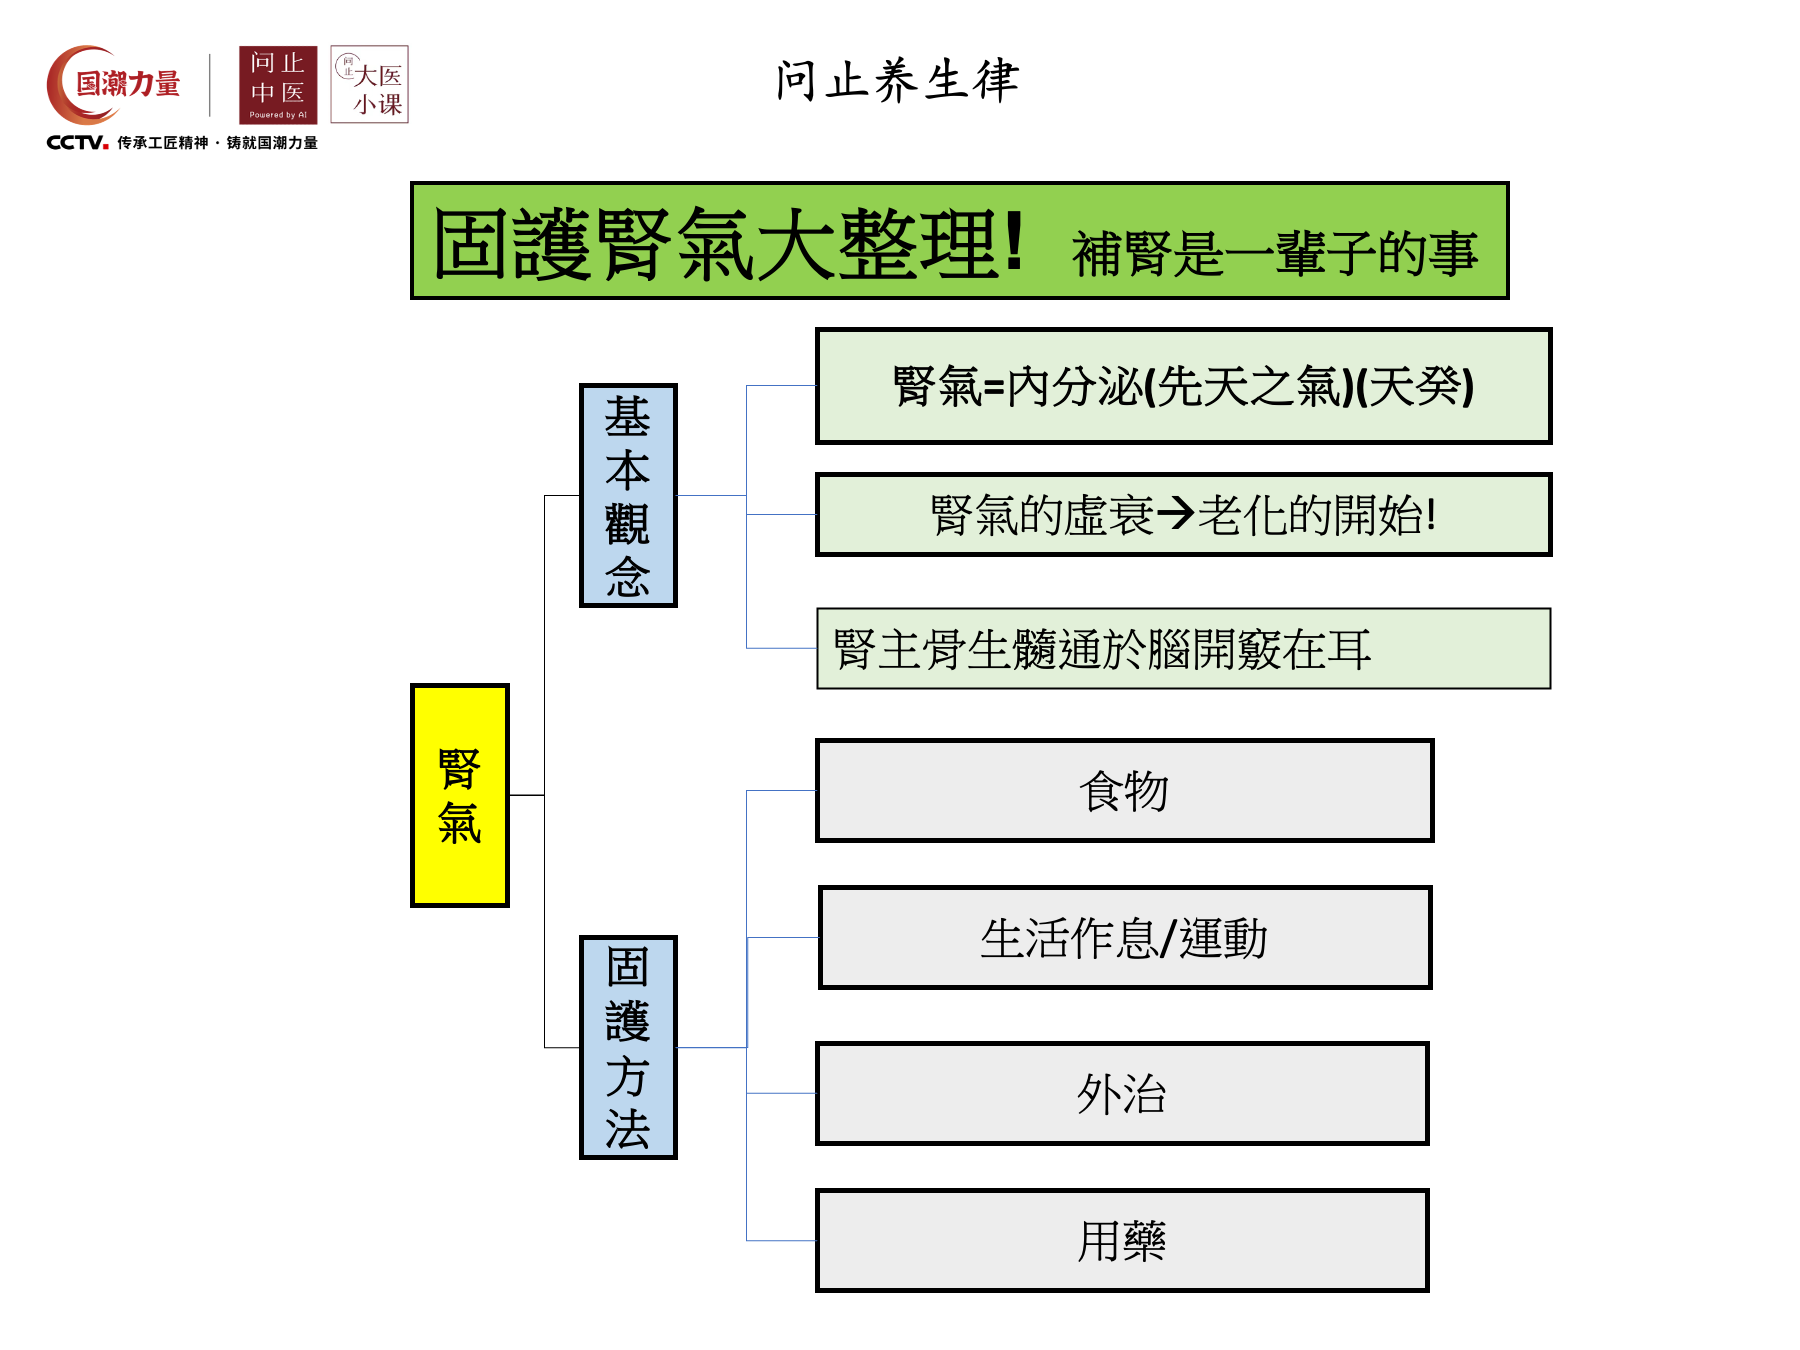 国潮力量
问止
中医
Powered by AI
问止
大医
小课
CCTV. 传承工匠精神·铸就国潮力量
问止养生律
固護腎氣大整理! 補腎是一輩子的事
腎氣
基本觀念
腎氣=內分泌(先天之氣)(天癸)
腎氣的虛衰→老化的開始!
腎主骨生髓通於腦開竅在耳
固護方法
食物
生活作息/運動
外治
用藥